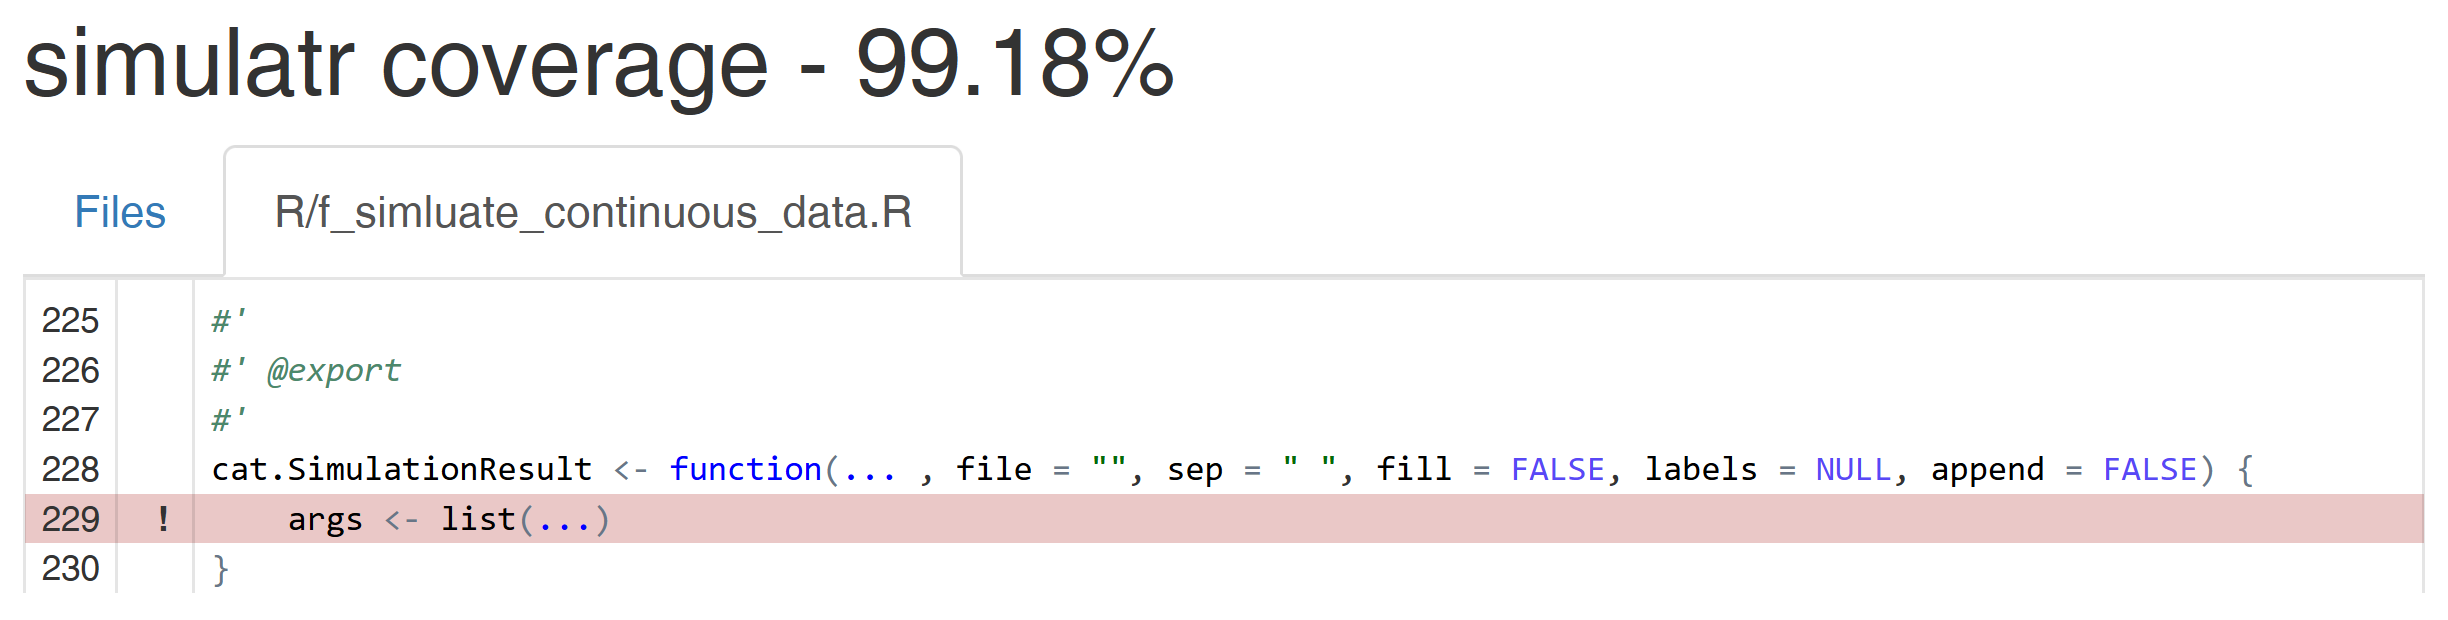 simulatr coverage - 99.18%
Files R/f_simluate_continuous_data.R
225 #'
226 #' @export
227 #'
228 cat.SimulationResult <- function(... , file = "", sep = " ", fill = FALSE, labels = NULL, append = FALSE) {
229 ! args <- list(...)
230 }